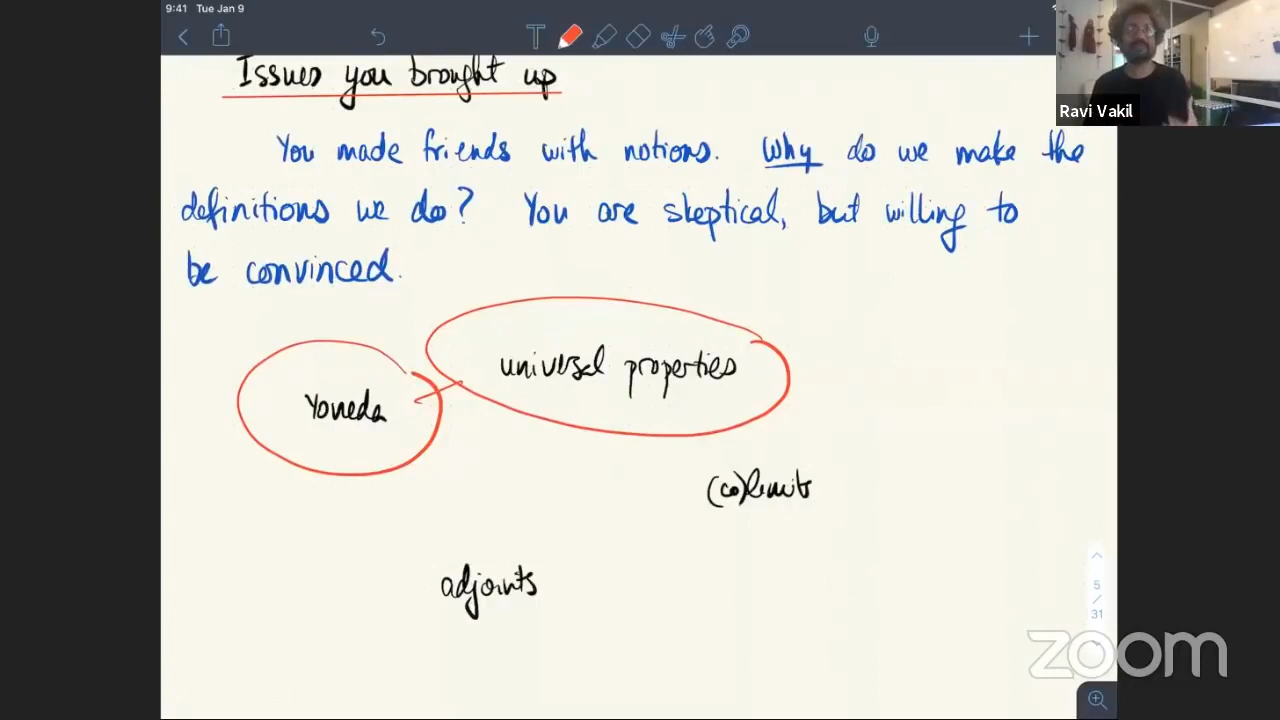 9:41 Tue Jan 9
T
Ravi Vakil
Issues you brought up
You made friends with notions. Why do we make the
definitions we do? You are skeptical, but willing to
be convinced.
universal properties
Yoneda
(co)limits
adjoints
5
/
31
zoom